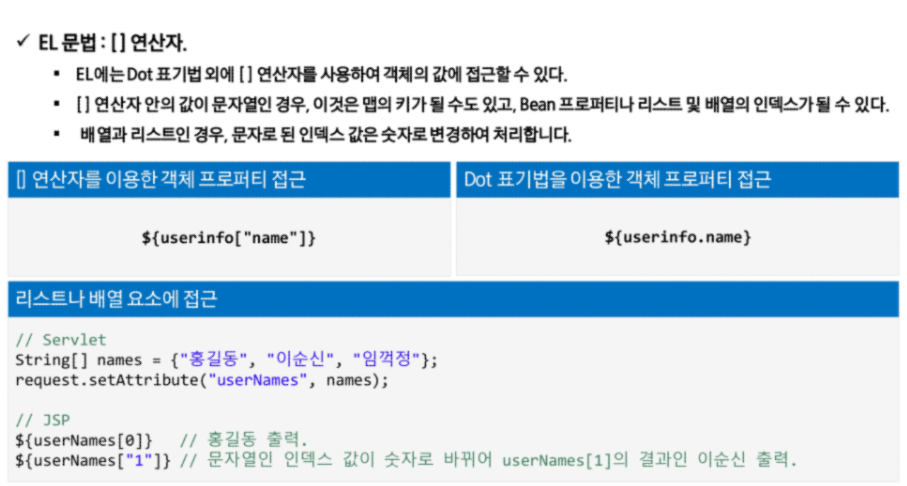 ✓ EL 문법 : [ ] 연산자.
▪ EL에는 Dot 표기법 외에 [ ] 연산자를 사용하여 객체의 값에 접근할 수 있다.
▪ [ ] 연산자 안의 값이 문자열인 경우, 이것은 맵의 키가 될 수도 있고, Bean 프로퍼티나 리스트 및 배열의 인덱스가 될 수 있다.
▪ 배열과 리스트인 경우, 문자로 된 인덱스 값은 숫자로 변경하여 처리합니다.
[] 연산자를 이용한 객체 프로퍼티 접근
Dot 표기법을 이용한 객체 프로퍼티 접근
${userinfo["name"]}
${userinfo.name}
리스트나 배열 요소에 접근
// Servlet
String[] names = {"홍길동", "이순신", "임꺽정"};
request.setAttribute("userNames", names);
// JSP
${userNames[0]} // 홍길동 출력.
${userNames["1"]} // 문자열인 인덱스 값이 숫자로 바뀌어 userNames[1]의 결과인 이순신 출력.